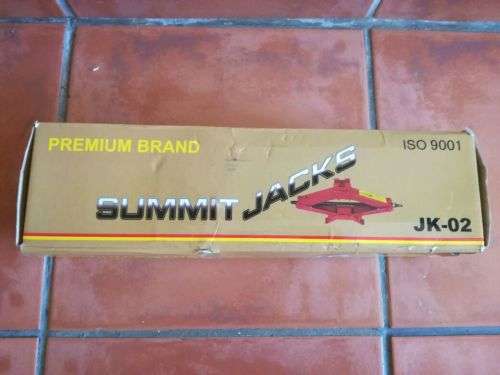 PREMIUM BRAND
ISO 9001
SUMMIT JACKS
JK-02